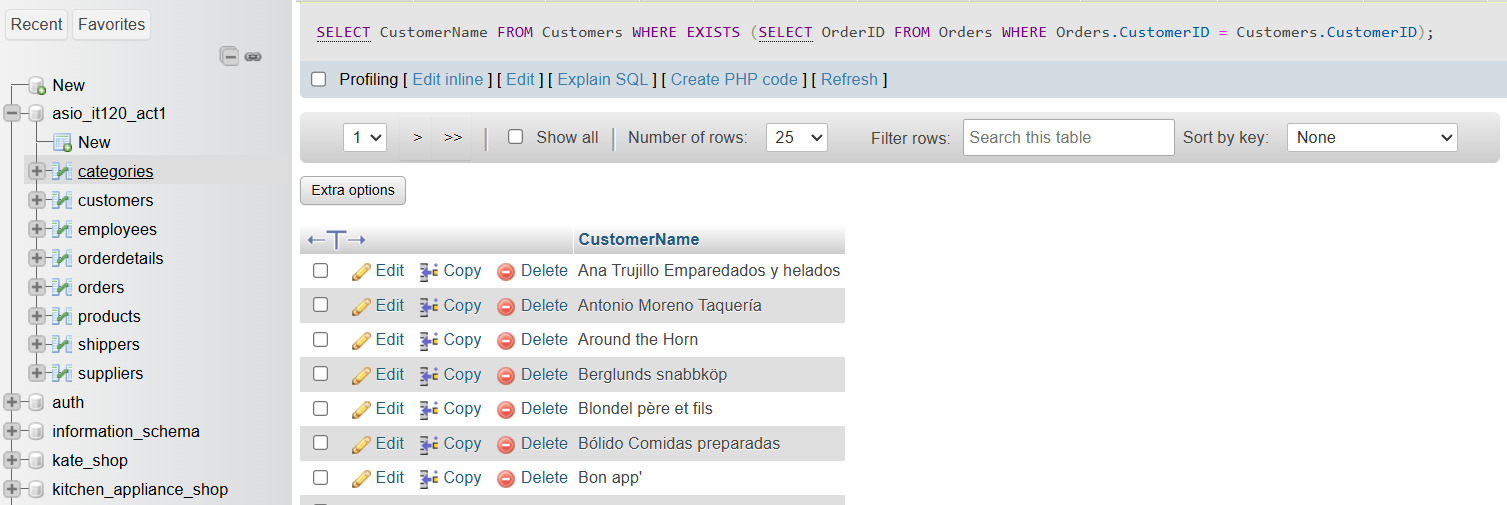 Recent Favorites
New
asio_it120_act1
New
categories
customers
employees
orderdetails
orders
products
shippers
suppliers
auth
information_schema
kate_shop
kitchen_appliance_shop
SELECT CustomerName FROM Customers WHERE EXISTS (SELECT OrderID FROM Orders WHERE Orders.CustomerID = Customers.CustomerID);
Profiling [ Edit inline ] [ Edit ] [ Explain SQL ] [ Create PHP code ] [ Refresh ]
1 > >> Show all Number of rows: 25 Filter rows: Search this table Sort by key: None
Extra options
CustomerName
Edit Copy Delete Ana Trujillo Emparedados y helados
Edit Copy Delete Antonio Moreno Taquería
Edit Copy Delete Around the Horn
Edit Copy Delete Berglunds snabbköp
Edit Copy Delete Blondel père et fils
Edit Copy Delete Bólido Comidas preparadas
Edit Copy Delete Bon app'